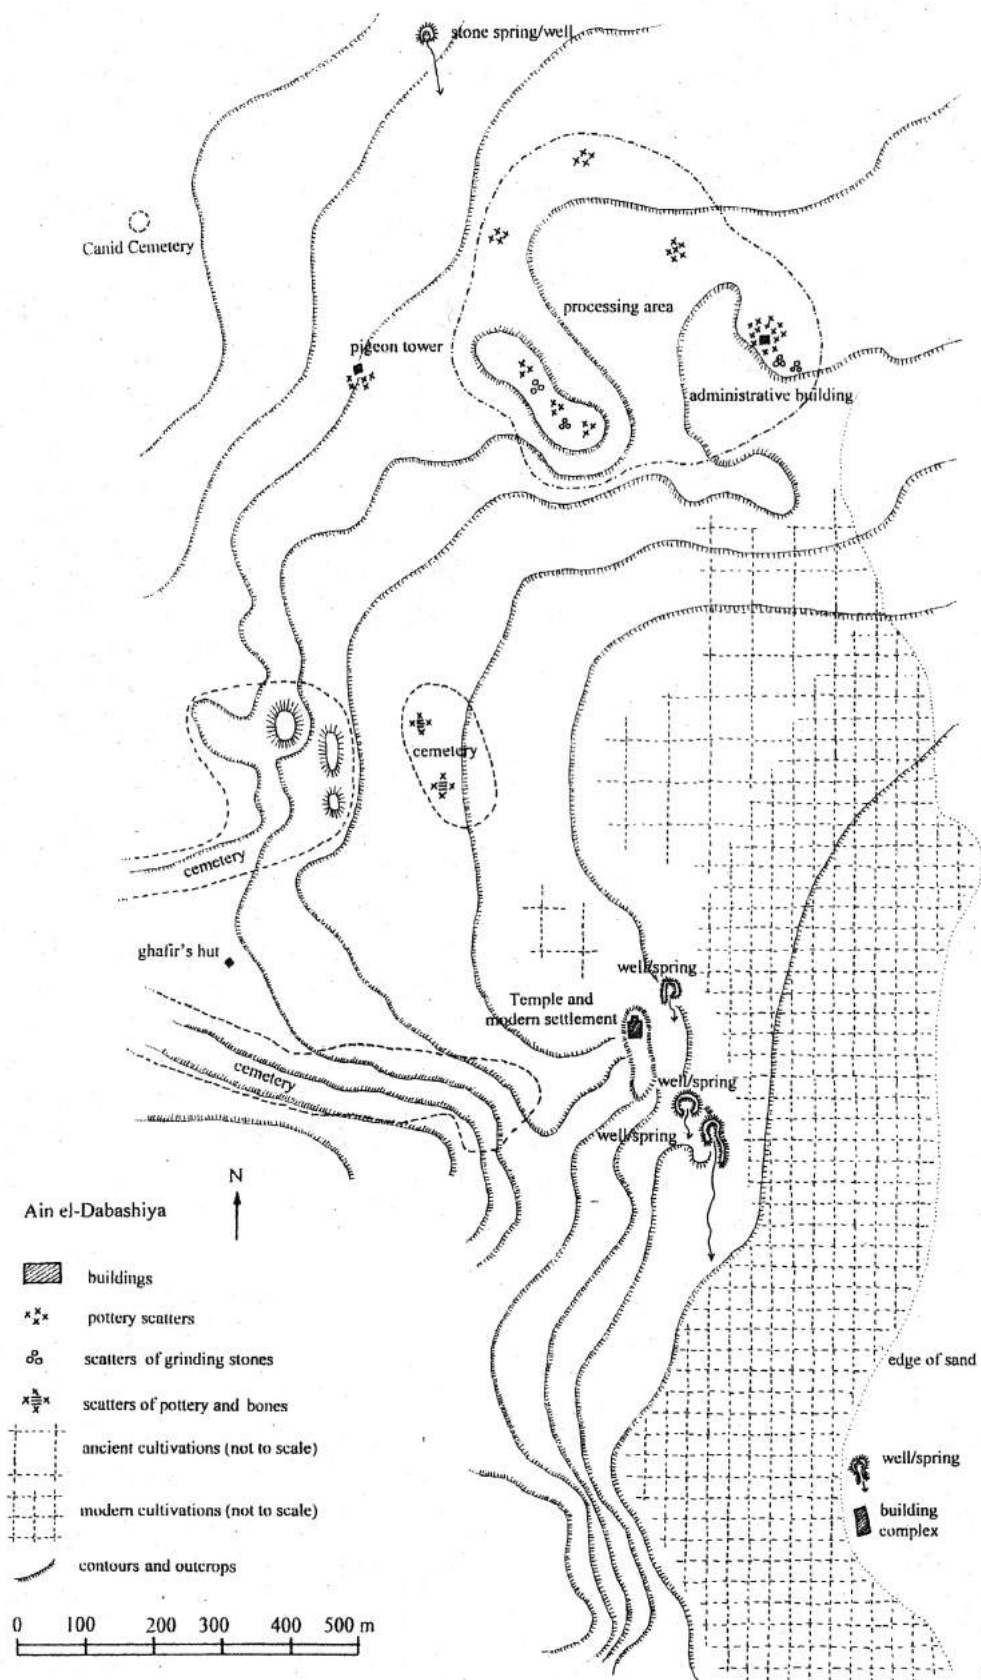 stone spring/well
Canid Cemetery
processing area
pigeon tower
administrative building
cemetery
cemetery
ghafir's hut
well/spring
Temple and
modern settlement
cemetery
well/spring
well/spring
N
Ain el-Dabashiya
buildings
pottery scatters
scatters of grinding stones
edge of sand
scatters of pottery and bones
ancient cultivations (not to scale)
well/spring
modern cultivations (not to scale)
building
complex
contours and outcrops
0 100 200 300 400 500 m